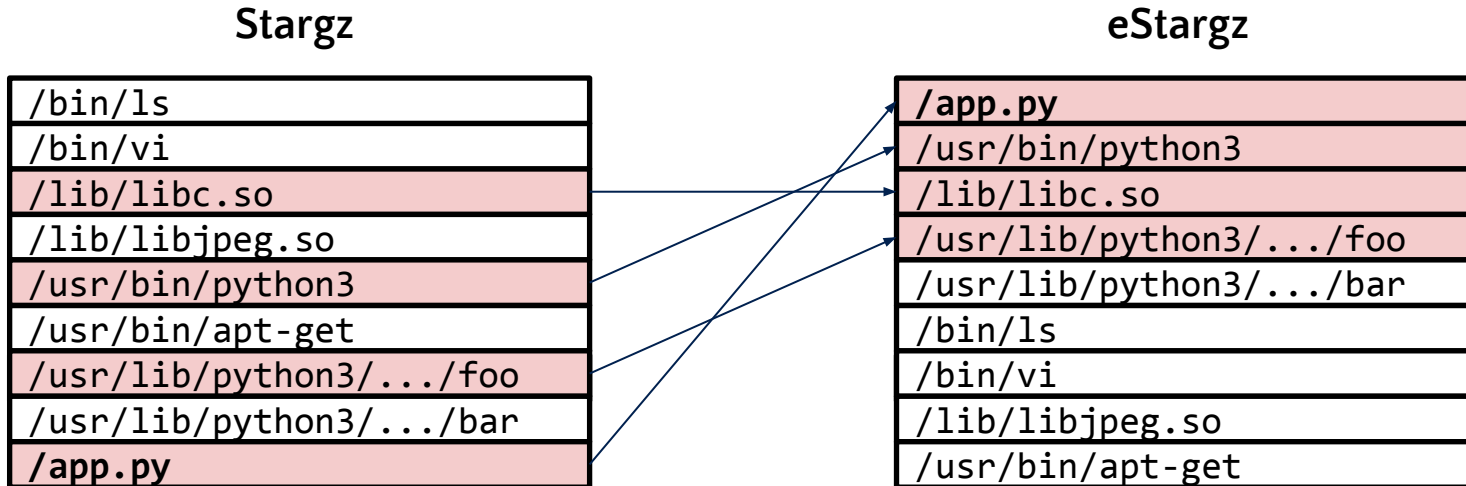 Stargz
/bin/ls
/bin/vi
/lib/libc.so
/lib/libjpeg.so
/usr/bin/python3
/usr/bin/apt-get
/usr/lib/python3/.../foo
/usr/lib/python3/.../bar
/app.py
eStargz
/app.py
/usr/bin/python3
/lib/libc.so
/usr/lib/python3/.../foo
/usr/lib/python3/.../bar
/bin/ls
/bin/vi
/lib/libjpeg.so
/usr/bin/apt-get